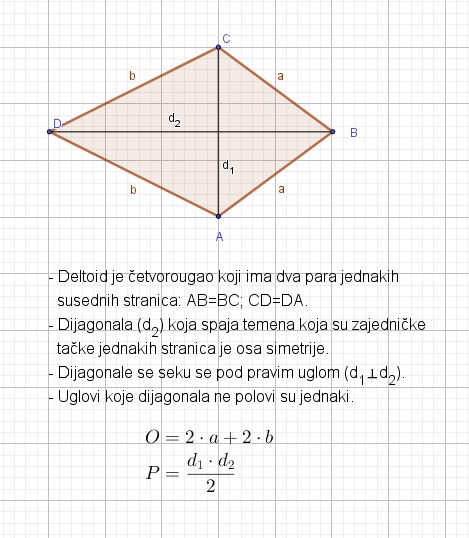 C
b
a
D
d₂
B
d₁
b
a
A
- Deltoid je četvorougao koji ima dva para jednakih
susednih stranica: AB=BC; CD=DA.
- Dijagonala (d₂) koja spaja temena koja su zajedničke
tačke jednakih stranica je osa simetrije.
- Dijagonale se seku pod pravim uglom (d₁⊥d₂).
- Uglovi koje dijagonala ne polovi su jednaki.
O = 2 · a + 2 · b
P = d₁ · d₂ / 2